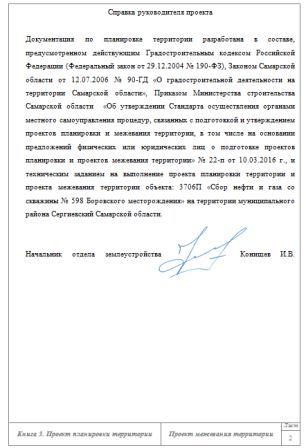 Справка руководителя проекта
Документация по планировке территории разработана в составе,
предусмотренном действующим Градостроительным кодексом Российской
Федерации (Федеральный закон от 29.12.2004 № 190-ФЗ), Законом Самарской
области от 12.07.2006 № 90-ГД «О градостроительной деятельности на
территории Самарской области», Приказом Министерства строительства
Самарской области «Об утверждении Стандарта осуществления органами
местного самоуправления процедур, связанных с подготовкой и утверждением
проектов планировки и межевания территории, в том числе на основании
предложений физических или юридических лиц о подготовке проектов
планировки и проектов межевания территории» № 22-п от 10.03.2016 г., и
техническим заданием на выполнение проекта планировки территории и
проекта межевания территории объекта: 3706П «Сбор нефти и газа со
скважины № 598 Боровского месторождения» на территории муниципального
района Сергиевский Самарской области.
Начальник отдела землеустройства Конищев И.В.
Книга 3. Проект планировки территории Проект межевания территории Лист
2